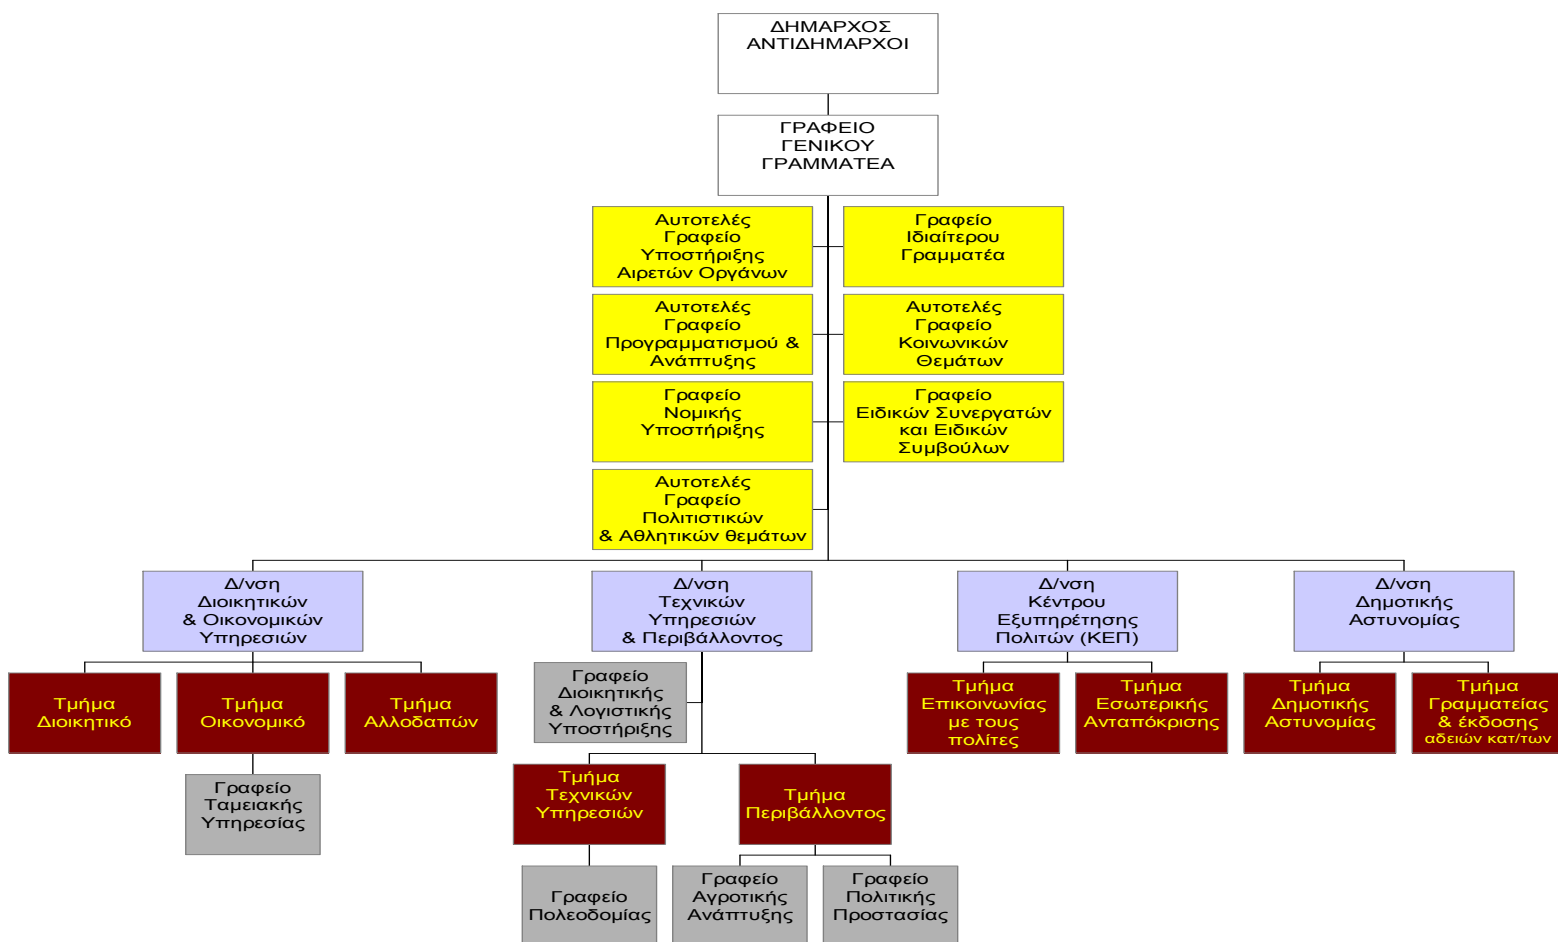 ΔΗΜΑΡΧΟΣ
ΑΝΤΙΔΗΜΑΡΧΟΙ
ΓΡΑΦΕΙΟ
ΓΕΝΙΚΟΥ
ΓΡΑΜΜΑΤΕΑ
Αυτοτελές
Γραφείο
Υποστήριξης
Αιρετών Οργάνων
Γραφείο
Ιδιαίτερου
Γραμματέα
Αυτοτελές
Γραφείο
Προγραμματισμού &
Ανάπτυξης
Αυτοτελές
Γραφείο
Κοινωνικών
Θεμάτων
Γραφείο
Νομικής
Υποστήριξης
Γραφείο
Ειδικών Συνεργατών
και Ειδικών
Συμβούλων
Αυτοτελές
Γραφείο
Πολιτιστικών
& Αθλητικών θεμάτων
Δ/νση
Διοικητικών
& Οικονομικών
Υπηρεσιών
Δ/νση
Τεχνικών
Υπηρεσιών
& Περιβάλλοντος
Δ/νση
Κέντρου
Εξυπηρέτησης
Πολιτών (ΚΕΠ)
Δ/νση
Δημοτικής
Αστυνομίας
Τμήμα
Διοικητικό
Τμήμα
Οικονομικό
Τμήμα
Αλλοδαπών
Γραφείο
Διοικητικής
& Λογιστικής
Υποστήριξης
Τμήμα
Επικοινωνίας
με τους
πολίτες
Τμήμα
Εσωτερικής
Ανταπόκρισης
Τμήμα
Δημοτικής
Αστυνομίας
Τμήμα
Γραμματείας
& έκδοσης
αδειών κατ/των
Γραφείο
Ταμειακής
Υπηρεσίας
Τμήμα
Τεχνικών
Υπηρεσιών
Τμήμα
Περιβάλλοντος
Γραφείο
Πολεοδομίας
Γραφείο
Αγροτικής
Ανάπτυξης
Γραφείο
Πολιτικής
Προστασίας